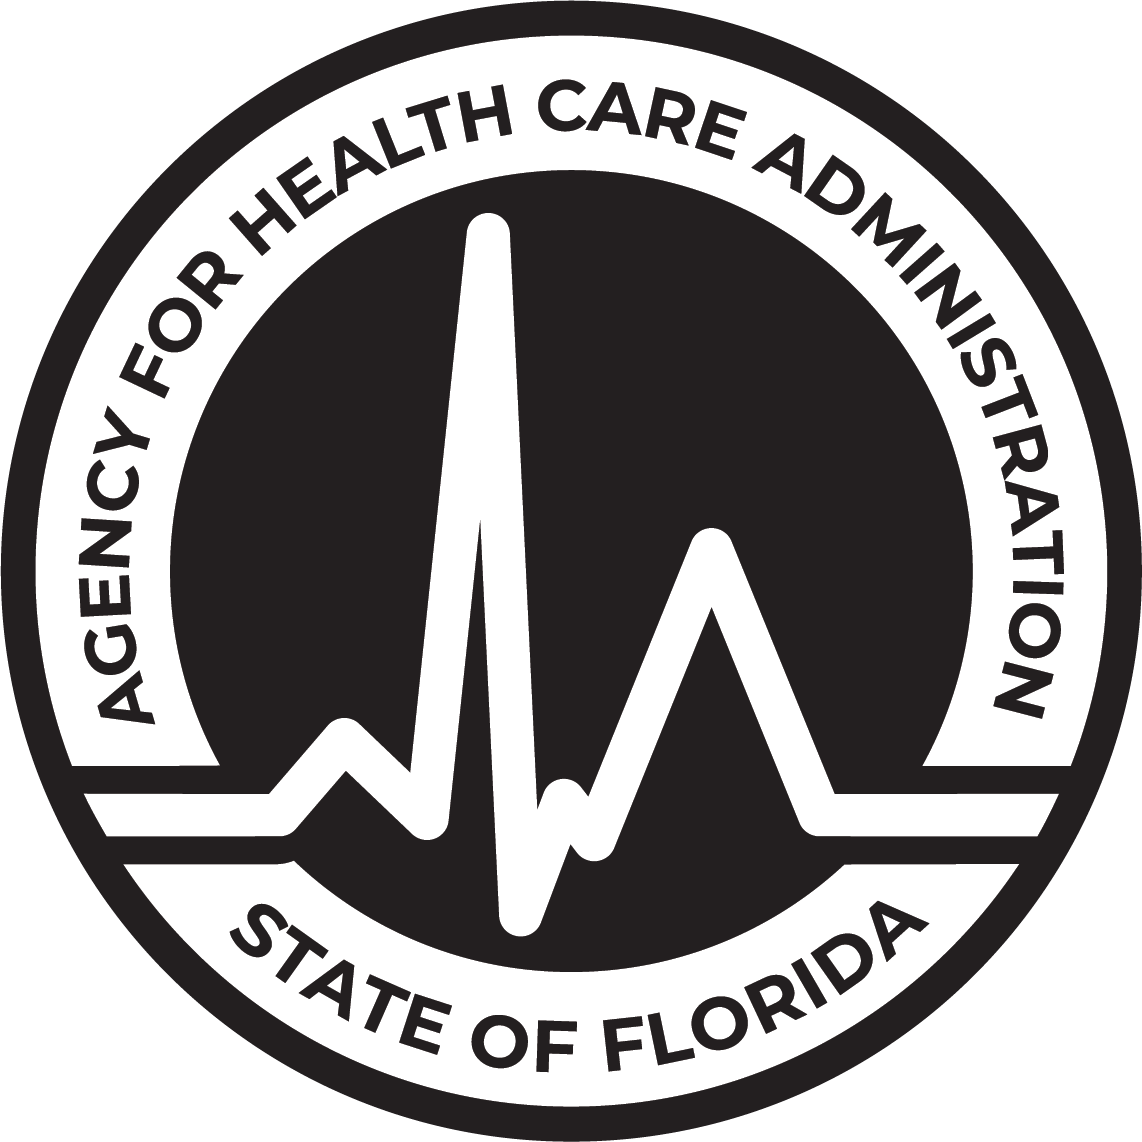 AGENCY FOR HEALTH CARE ADMINISTRATION
STATE OF FLORIDA